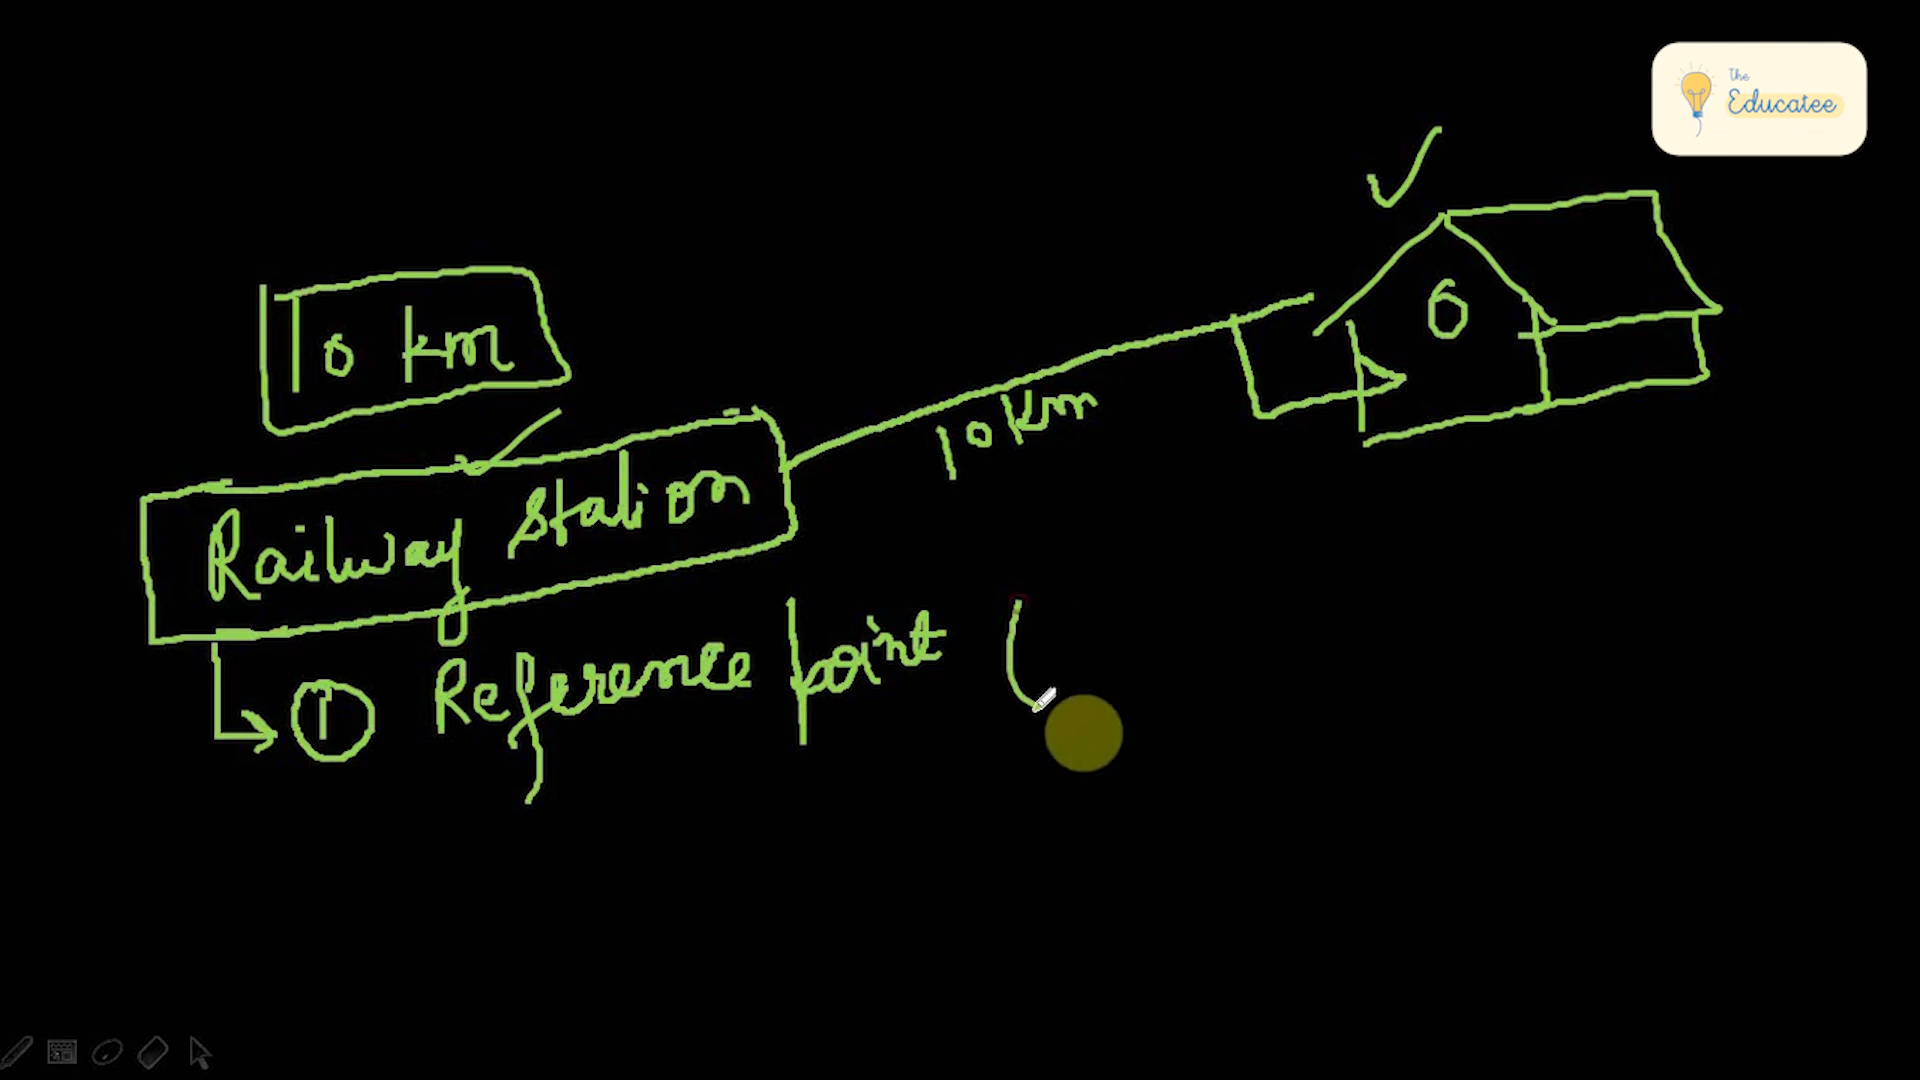 The
Educatee
10 km
10 km
Railway Station
1 Reference point